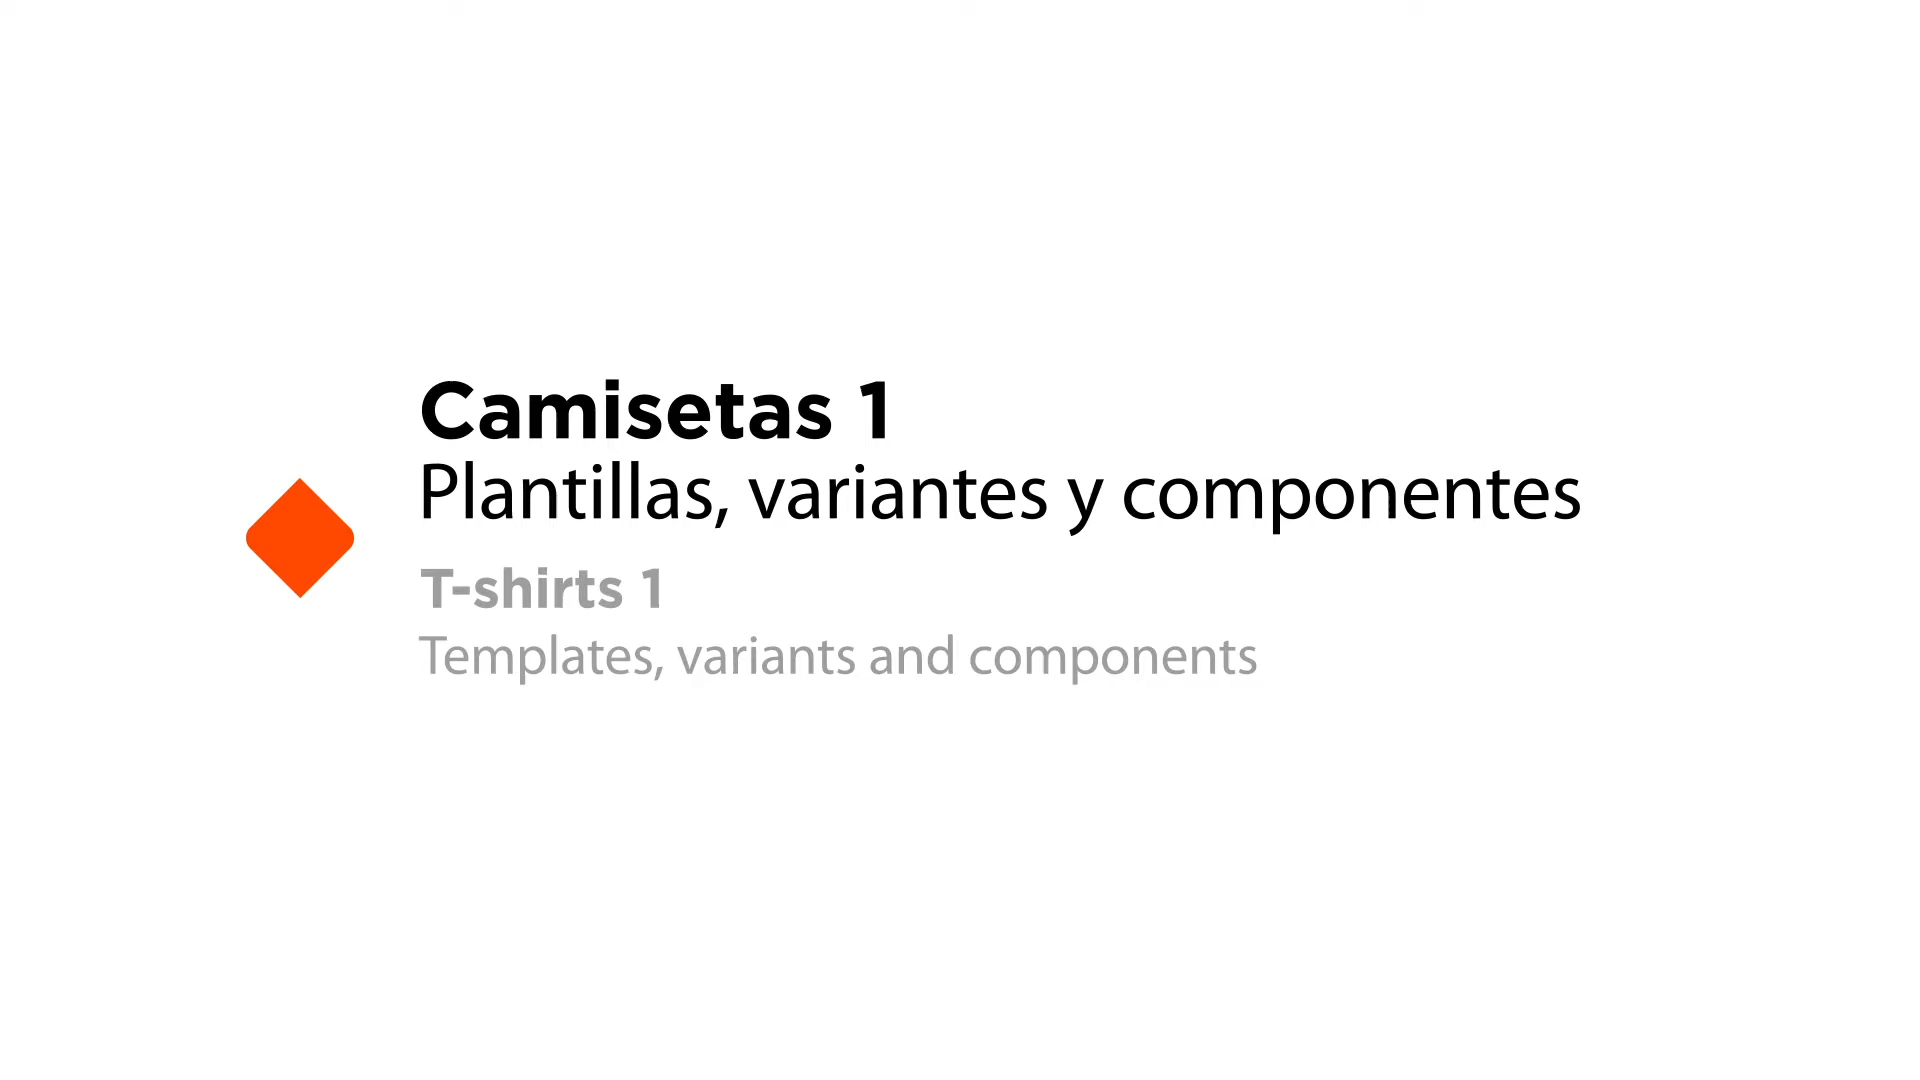 Camisetas 1
Plantillas, variantes y componentes
T-shirts 1
Templates, variants and components